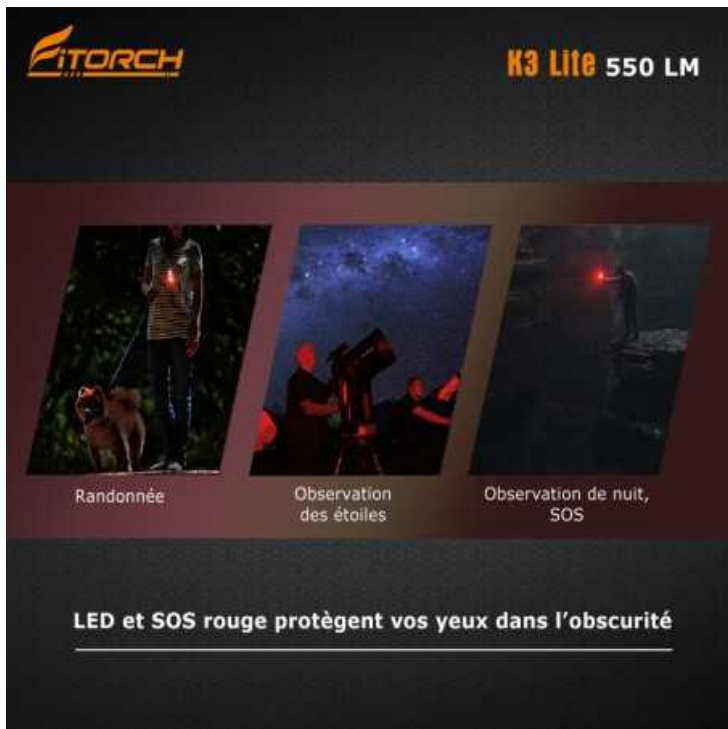 FITORCH
K3 Lite 550 LM
Randonnée
Observation
des étoiles
Observation de nuit,
SOS
LED et SOS rouge protègent vos yeux dans l'obscurité